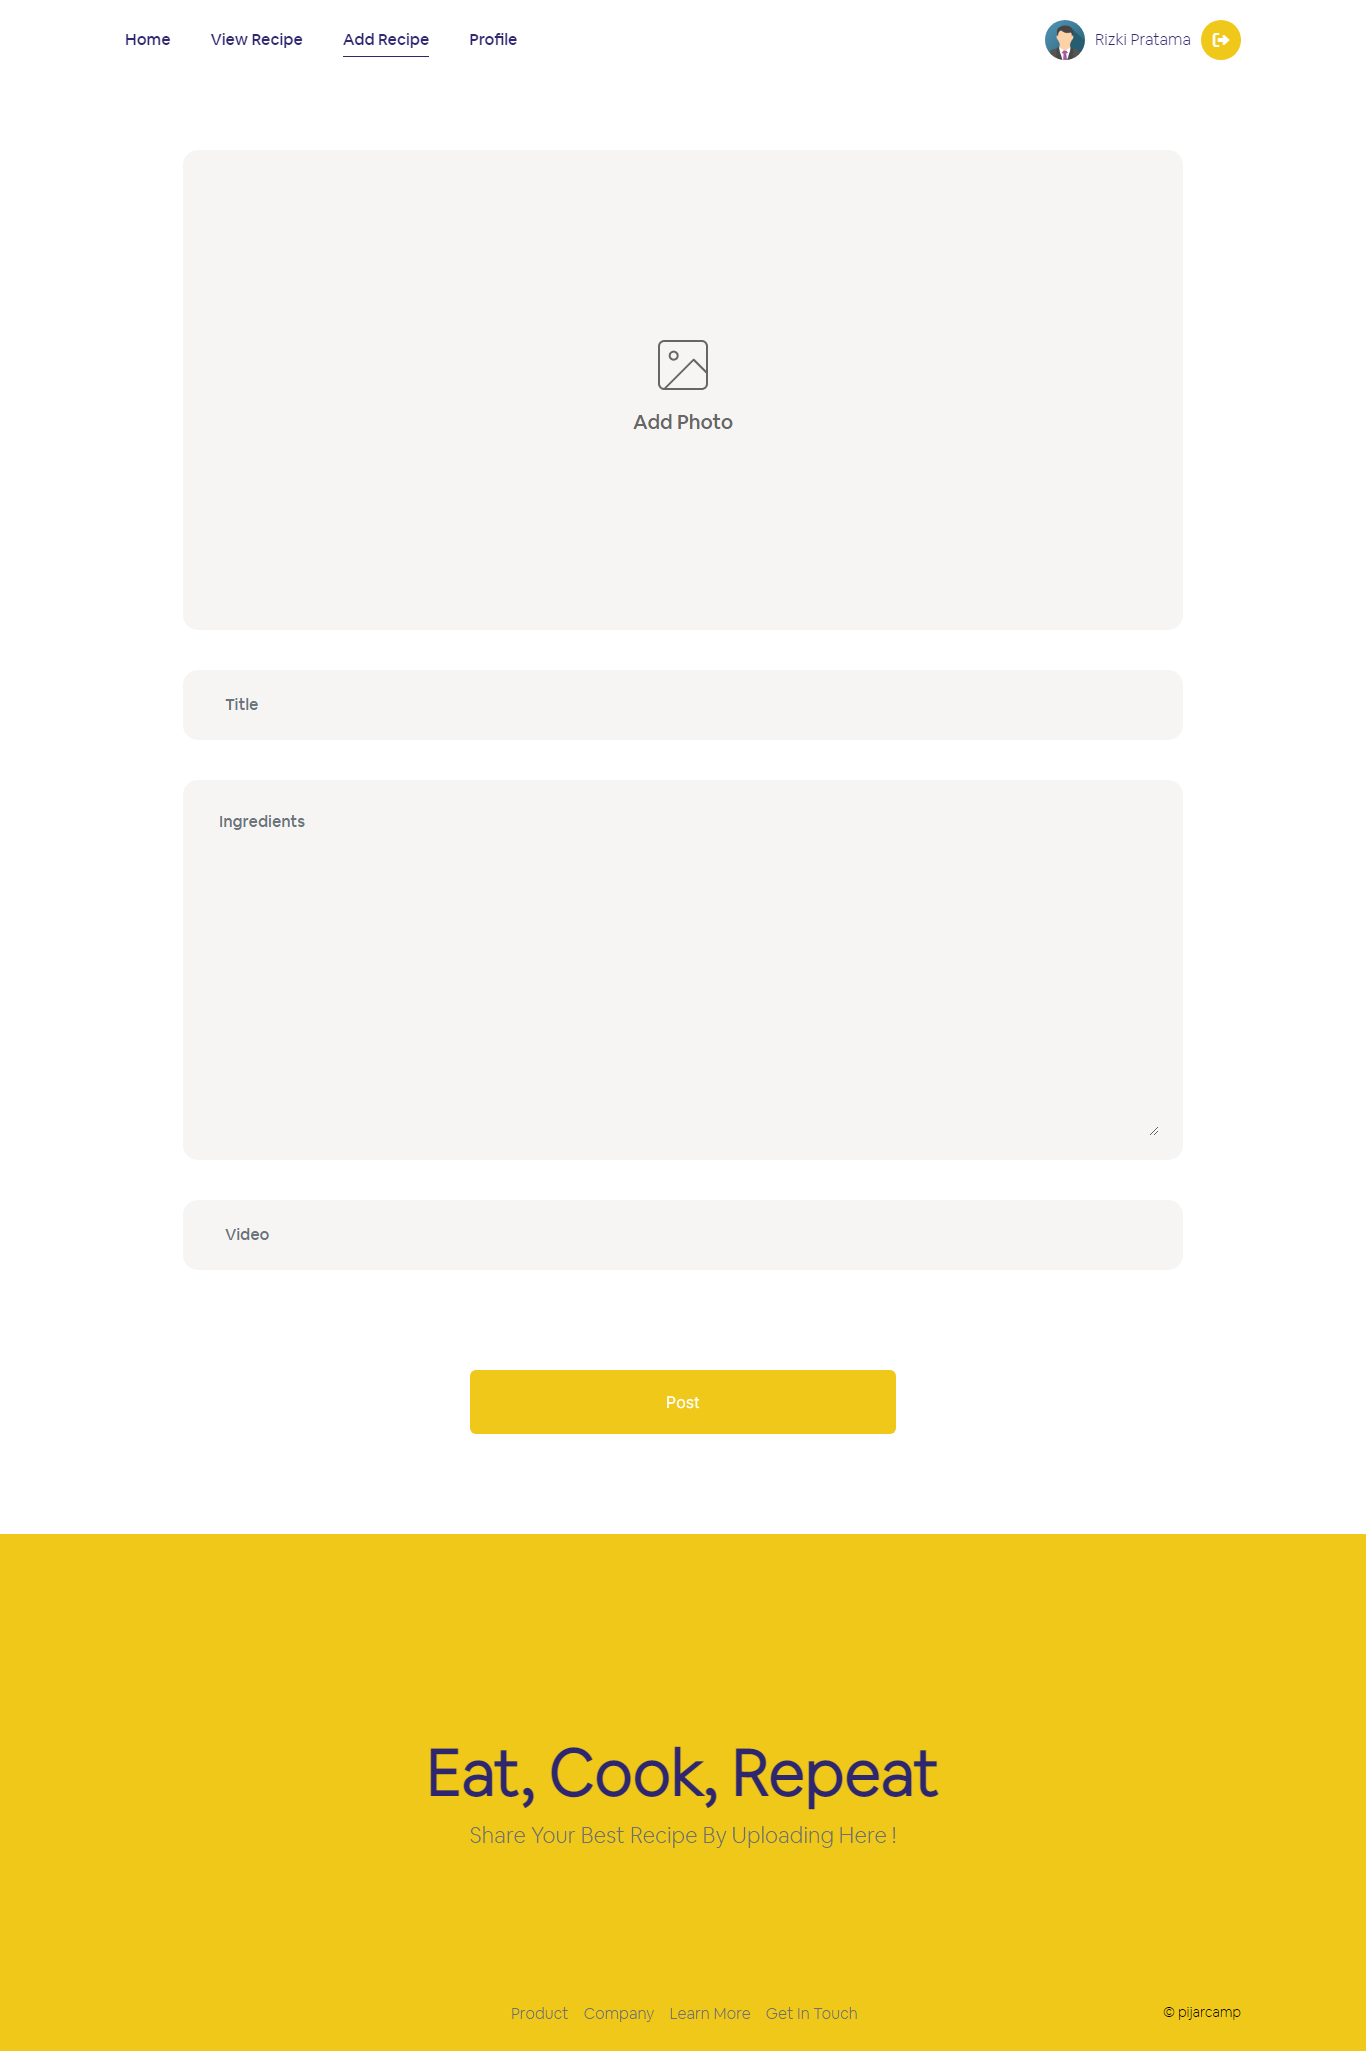 Home View Recipe Add Recipe Profile Rizki Pratama
Add Photo
Title
Ingredients
Video
Post
Eat, Cook, Repeat
Share Your Best Recipe By Uploading Here !
Product Company Learn More Get In Touch © pijarcamp